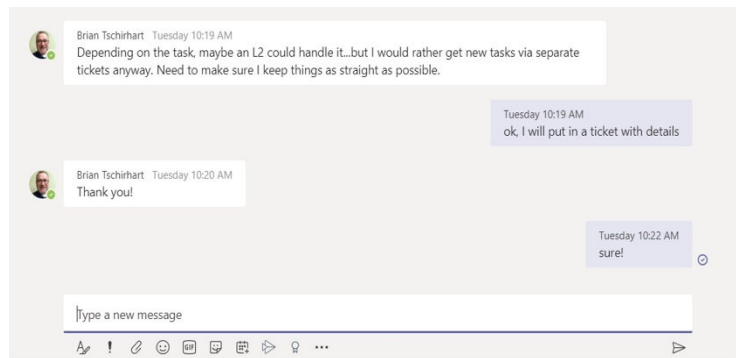 Brian Tschirhart Tuesday 10:19 AM
Depending on the task, maybe an L2 could handle it...but I would rather get new tasks via separate
tickets anyway. Need to make sure I keep things as straight as possible.
Tuesday 10:19 AM
ok, I will put in a ticket with details
Brian Tschirhart Tuesday 10:20 AM
Thank you!
Tuesday 10:22 AM
sure!
Type a new message
GIF